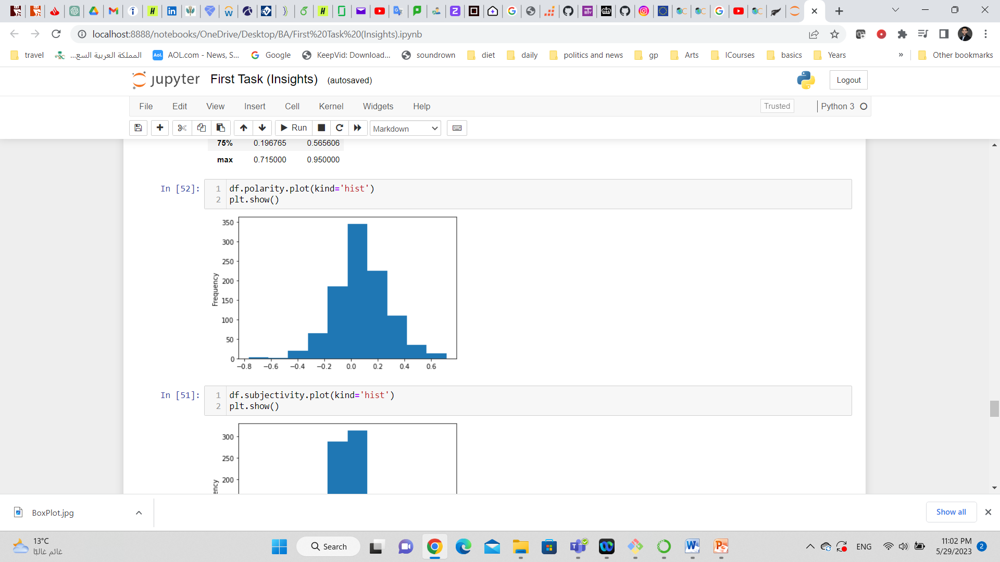 localhost:8888/notebooks/OneDrive/Desktop/BA/First%20Task%20(Insights).ipynb
travel
المملكة العربية السع...
Aol.
AOL.com - News, S...
Google
KeepVid: Download...
soundrown
diet
daily
politics and news
gp
Arts
ICourses
basics
Years
»
Other bookmarks
jupyter First Task (Insights) (autosaved)
Logout
File Edit View Insert Cell Kernel Widgets Help
Trusted
Python 3
Run
Markdown
75% 0.196765 0.565606
max 0.715000 0.950000
In [52]:
1 df.polarity.plot(kind='hist')
2 plt.show()
350
300
250
200
150
100
50
0
Frequency
−0.8 −0.6 −0.4 −0.2 0.0 0.2 0.4 0.6
In [51]:
1 df.subjectivity.plot(kind='hist')
2 plt.show()
300
250
200
ency
BoxPlot.jpg
Show all
13°C
غائم غالبًا
Search
ENG
11:02 PM
5/29/2023
2